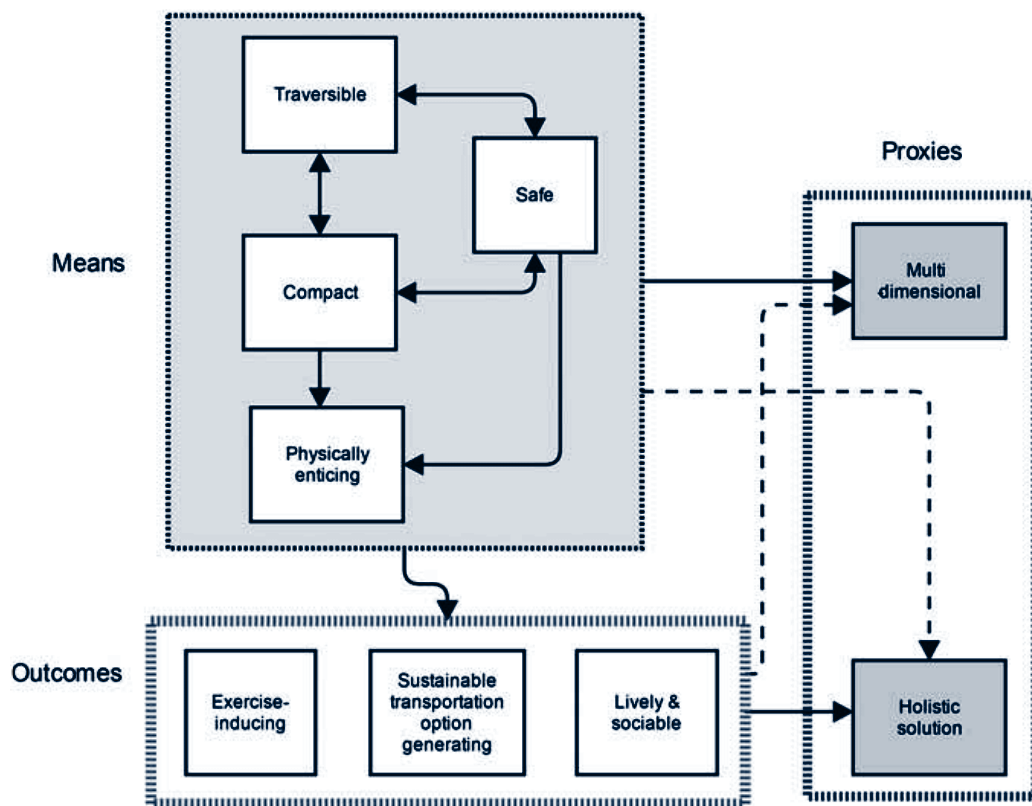 Traversible
Safe
Proxies
Means
Compact
Multi
dimensional
Physically
enticing
Outcomes
Exercise-
inducing
Sustainable
transportation
option
generating
Lively &
sociable
Holistic
solution